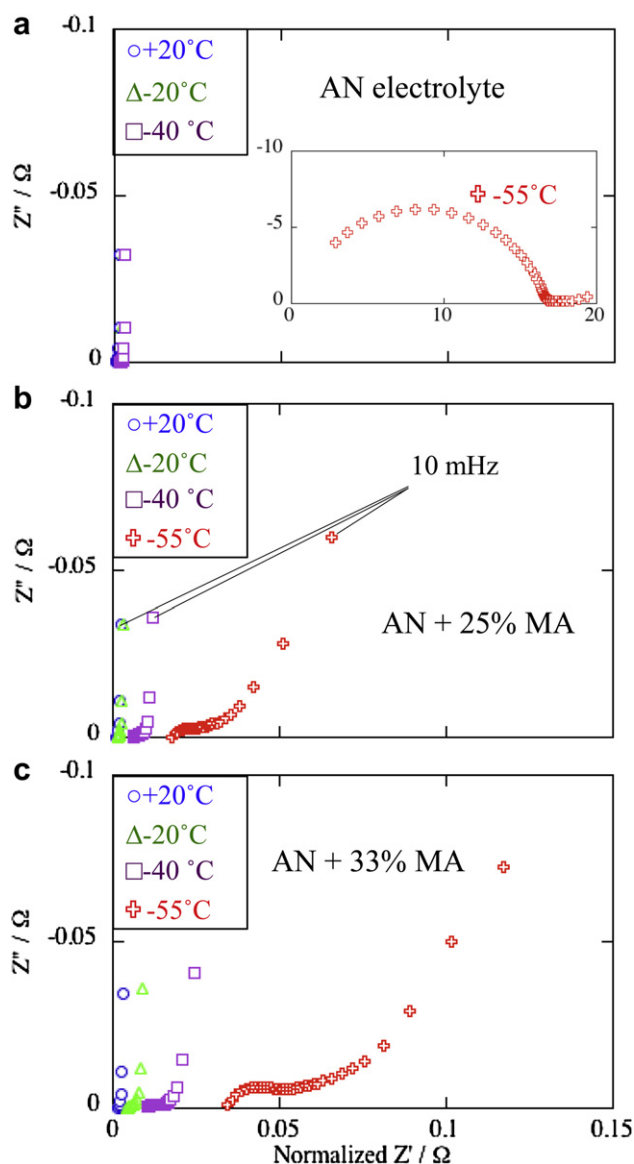 a
-0.1
-0.05
0
Z" / Ω
+20°C
-20°C
-40 °C
AN electrolyte
-10
-5
0
0
10
20
-55°C
b
-0.1
-0.05
0
Z" / Ω
+20°C
-20°C
-40 °C
-55°C
10 mHz
AN + 25% MA
c
-0.1
-0.05
0
Z" / Ω
+20°C
-20°C
-40 °C
-55°C
AN + 33% MA
0
0.05
0.1
0.15
Normalized Z' / Ω